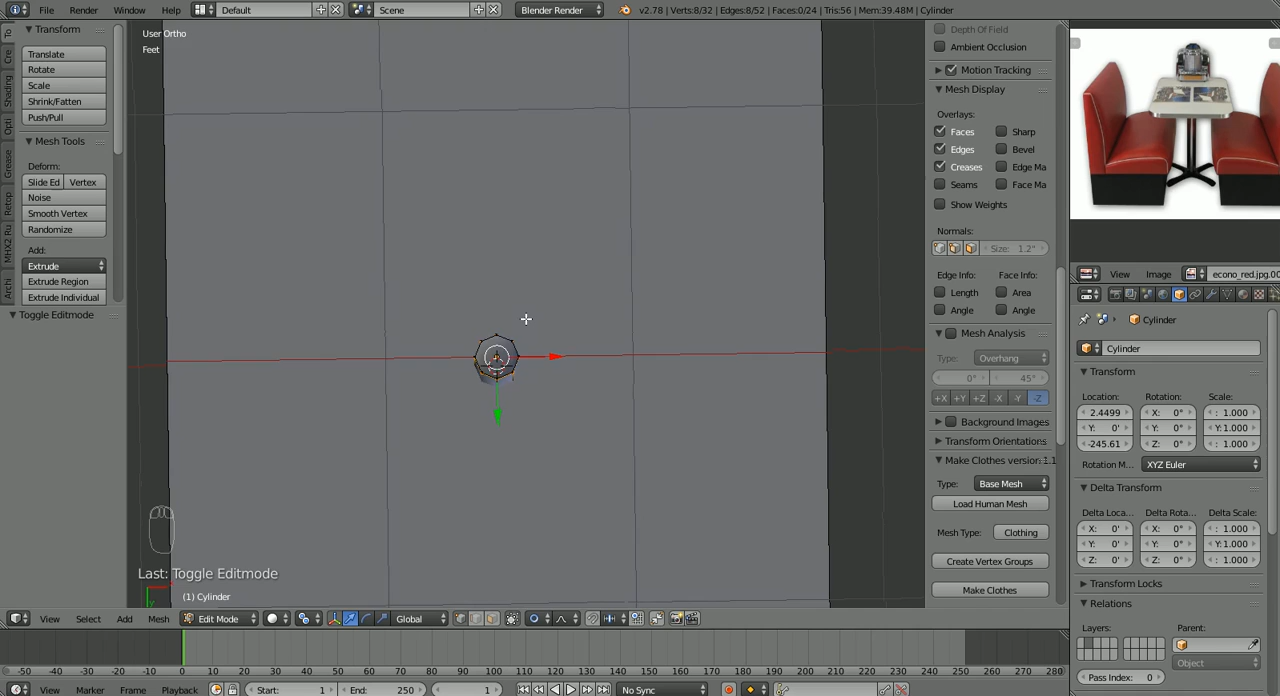 File Render Window Help Default Scene Blender Render v2.78 | Verts:8/32 | Edges:8/52 | Faces:0/24 | Tris:56 | Mem:39.48M | Cylinder
Transform
Translate
Rotate
Scale
Shrink/Fatten
Push/Pull
Mesh Tools
Deform:
Slide Ed Vertex
Noise
Smooth Vertex
Randomize
Add:
Extrude
Extrude Region
Extrude Individual
Toggle Editmode
To
Cre
Shading
Opti
Grease
Retop
MHX2 Ru
Archi
User Ortho
Feet
Last: Toggle Editmode
(1) Cylinder
Depth Of Field
Ambient Occlusion
Motion Tracking
Mesh Display
Overlays:
Faces Sharp
Edges Bevel
Creases Edge Ma
Seams Face Ma
Show Weights
Normals:
Size: 1.2"
Edge Info: Face Info:
Length Area
Angle Angle
Mesh Analysis
Type: Overhang
0° 45°
+X +Y +Z -X -Y -Z
Background Images
Transform Orientations
Make Clothes version: 1.1
Type: Base Mesh
Load Human Mesh
Mesh Type: Clothing
Create Vertex Groups
Make Clothes
View Image econo_red.jpg.00
Cylinder
Cylinder
Transform
Location: Rotation: Scale:
2.4499 X: 0° : 1.000
Y: 0' Y: 0° Y: 1.000
-245.61 Z: 0° : 1.000
Rotation M... XYZ Euler
Delta Transform
Delta Loca... Delta Rota... Delta Scale:
X: 0' X: 0° : 1.000
Y: 0' Y: 0° : 1.000
Z: 0' Z: 0° : 1.000
Transform Locks
Relations
Layers: Parent:
Object
Pass Index: 0
View Select Add Mesh Edit Mode Global
-50 -40 -30 -20 -10 0 10 20 30 40 50 60 70 80 90 100 110 120 130 140 150 160 170 180 190 200 210 220 230 240 250 260 270 280
View Marker Frame Playback Start: 1 End: 250 1 No Sync